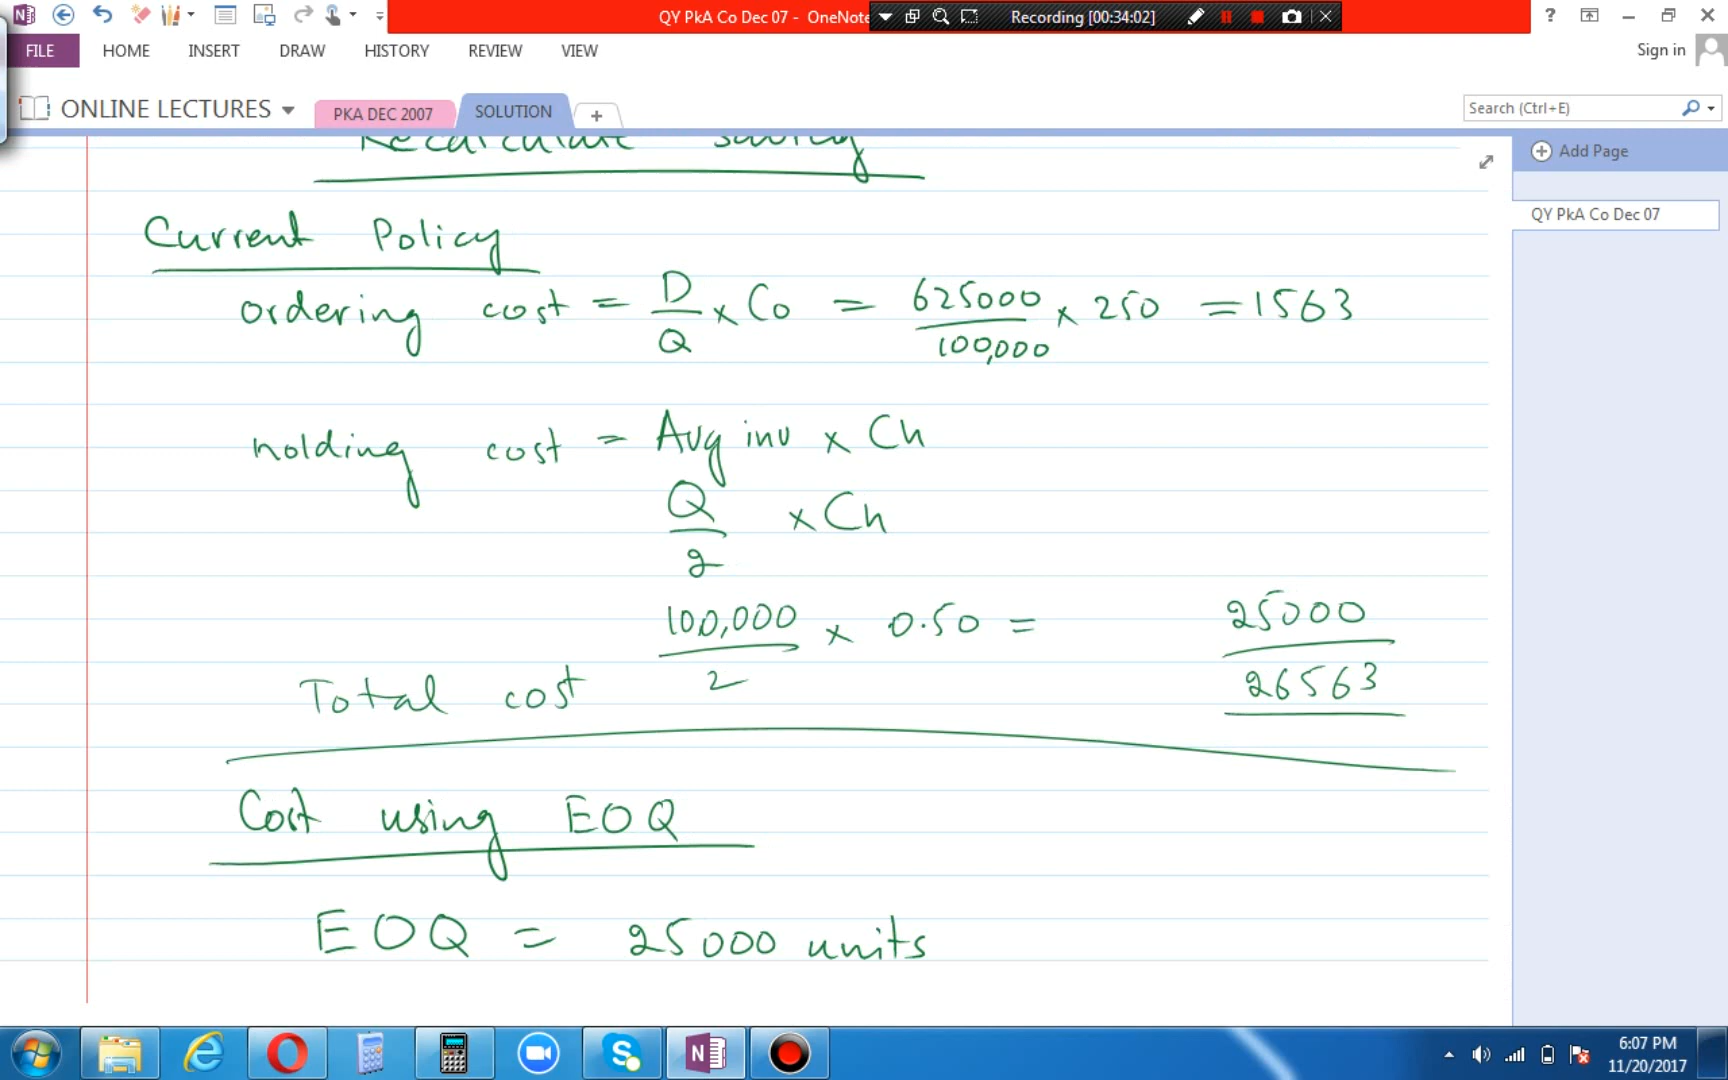 QY PkA Co Dec 07 - OneNote
Recording [00:34:02]
FILE HOME INSERT DRAW HISTORY REVIEW VIEW
Sign in
ONLINE LECTURES PKA DEC 2007 SOLUTION
Search (Ctrl+E)
Add Page
QY PkA Co Dec 07
Recalculate saving
Current Policy
ordering cost = D/Q x Co = 625000/100,000 x 250 = 1563
holding cost = Avg inv x Ch
Q/2 x Ch
100,000/2 x 0.50 = 25000
Total cost 26563
Cost using EOQ
EOQ = 25000 units
6:07 PM
11/20/2017